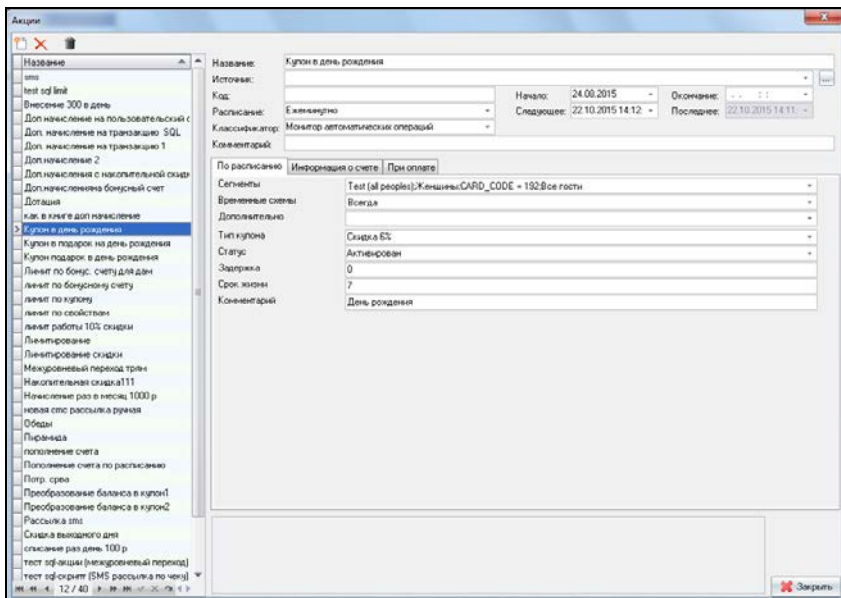 Акции
Название
sms
test sql limit
Внесение 300 в день
Доп начисление на пользовательский с
Доп. начисление на транзакцию SQL
Доп. начисление на транзакцию 1
Доп.начисление 2
Доп.начисления с накопительной скидк
Доп.начисленияна бонусный счет
Дотация
как в книге доп начисление
Купон в день рождения
Купон в подарок на день рождения
Купон подарок в день рождения
Лимит по бонус. счету для дам
лимит по бонусному счету
лимит по купону
лимит по свойствам
лимит работы 10% скидки
Лимитирование
Лимитирование скидки
Межуровневый переход трлн
Накопительная скидка111
Начисление раз в месяц 1000 р
новая смс рассылка ручная
Обеды
Пирамида
пополнение счета
Пополнение счета по расписанию
Потр. срва
Преобразование баланса в купон1
Преобразование баланса в купон2
Рассылка sms
Скидка выходного дня
списание раз день 100 р
тест sql-акции (межуровневый переход)
тест sql-скрипт (SMS рассылка по чеку)
12 / 40
Название: Купон в день рождения
Источник:
Код: Начало: 24.08.2015 Окончание: . . : :
Расписание: Ежеминутно Следующее: 22.10.2015 14:12 Последнее: 22.10.2015 14:11
Классификатор: Монитор автоматических операций
Комментарий:
По расписанию Информация о счете При оплате
Сегменты Test (all peoples);Женщины;CARD_CODE = 192;Все гости
Временные схемы Всегда
Дополнительно
Тип купона Скидка 5%
Статус Активирован
Задержка 0
Срок жизни 7
Комментарий День рождения
Закрыть